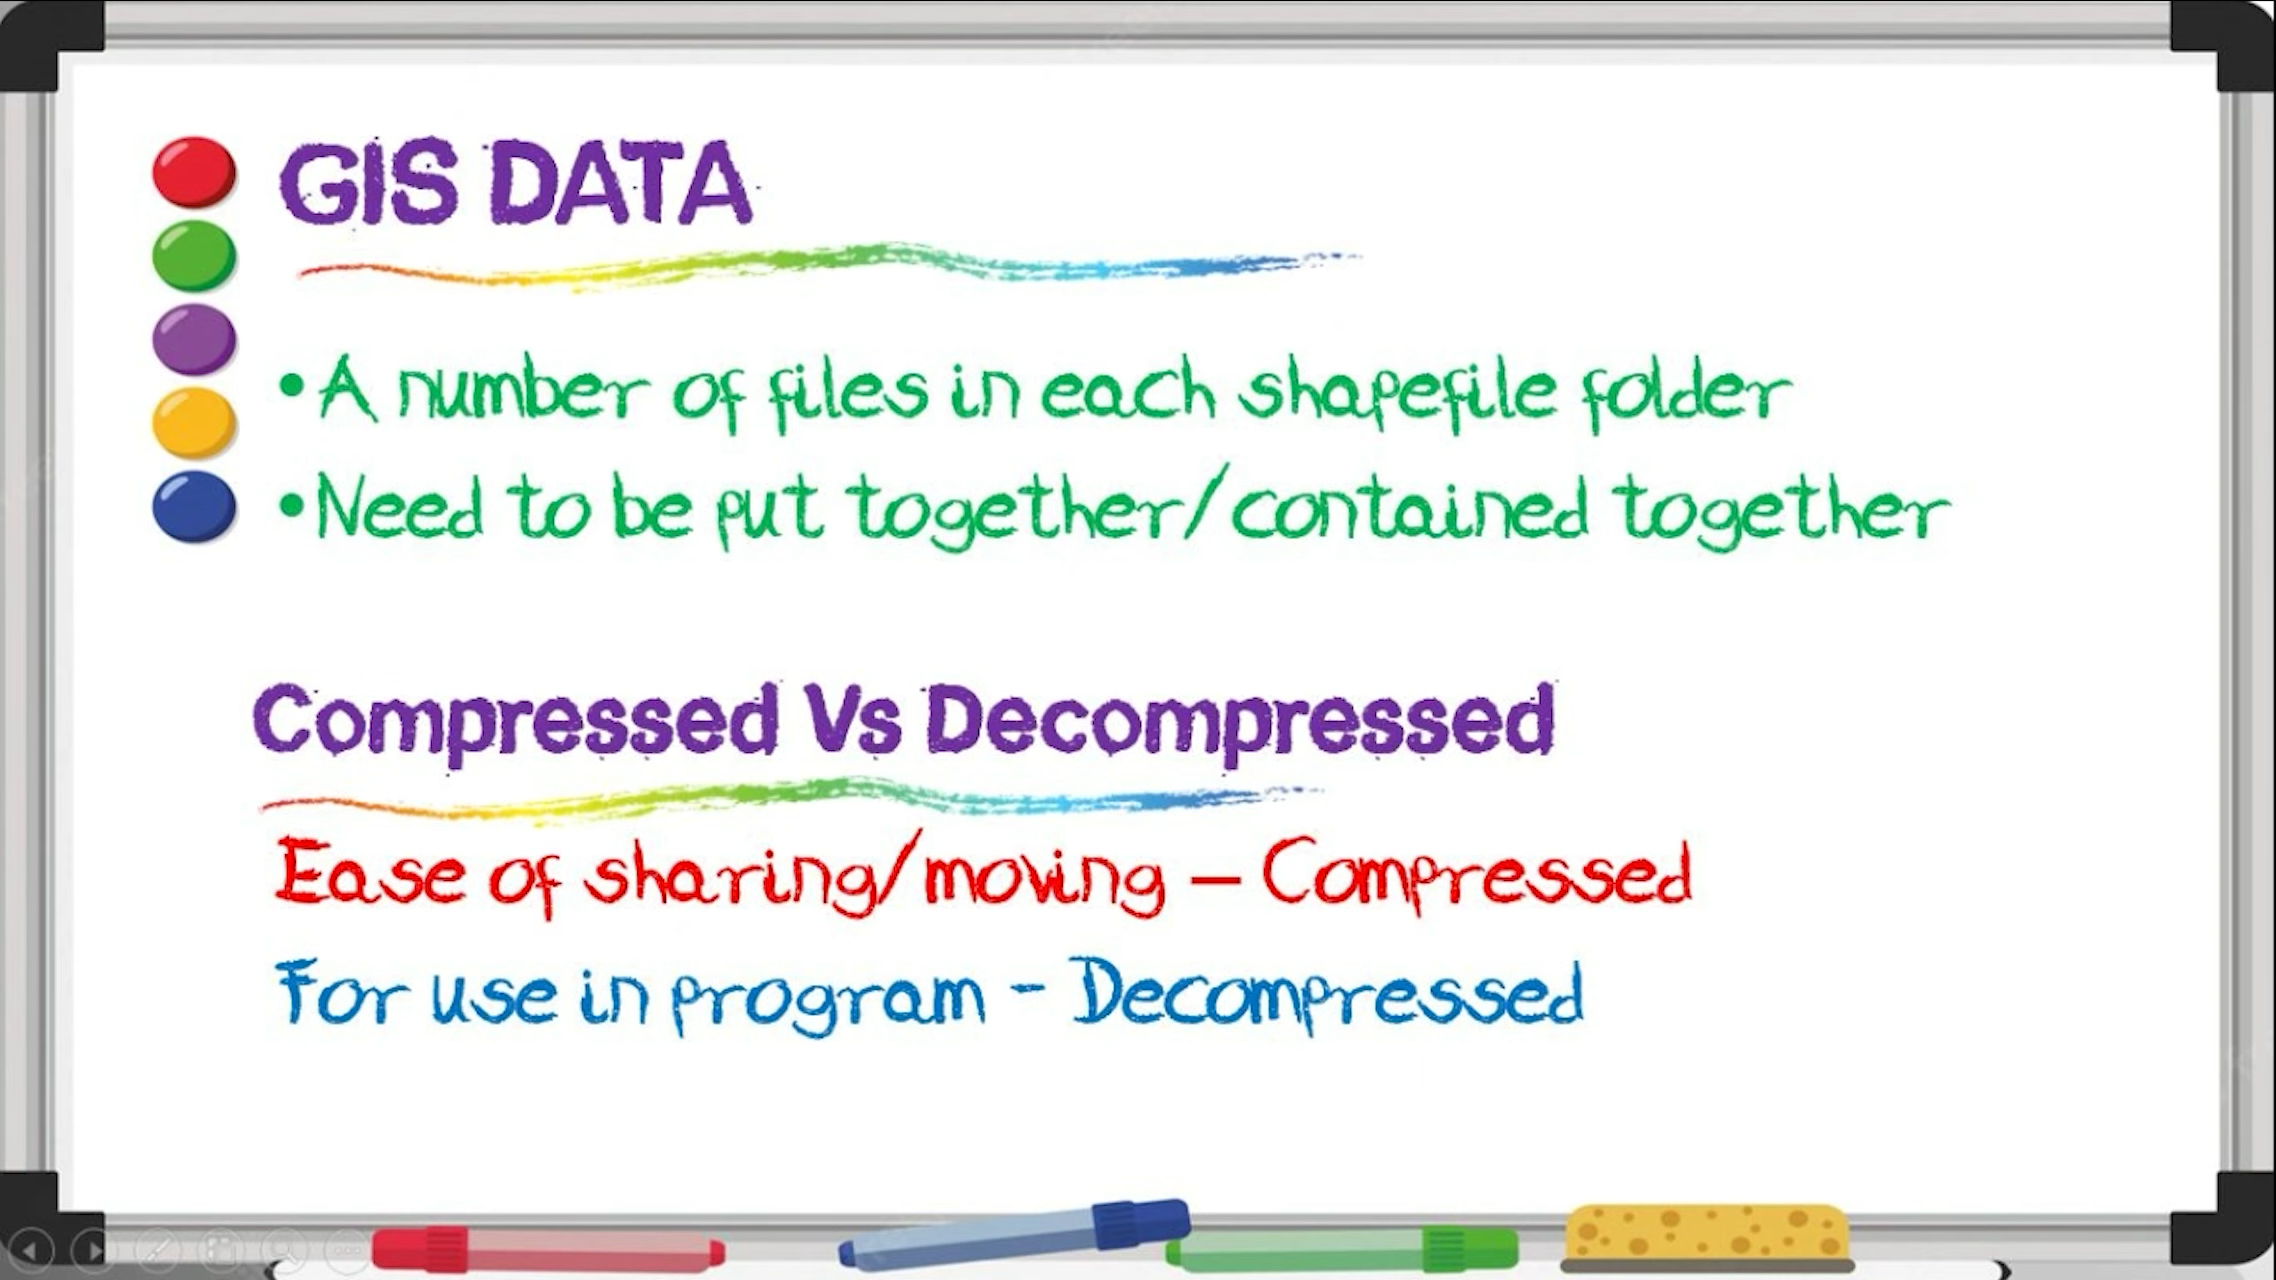 GIS DATA
•A number of files in each shapefile folder
•Need to be put together/contained together
Compressed Vs Decompressed
Ease of sharing/moving – Compressed
For use in program - Decompressed